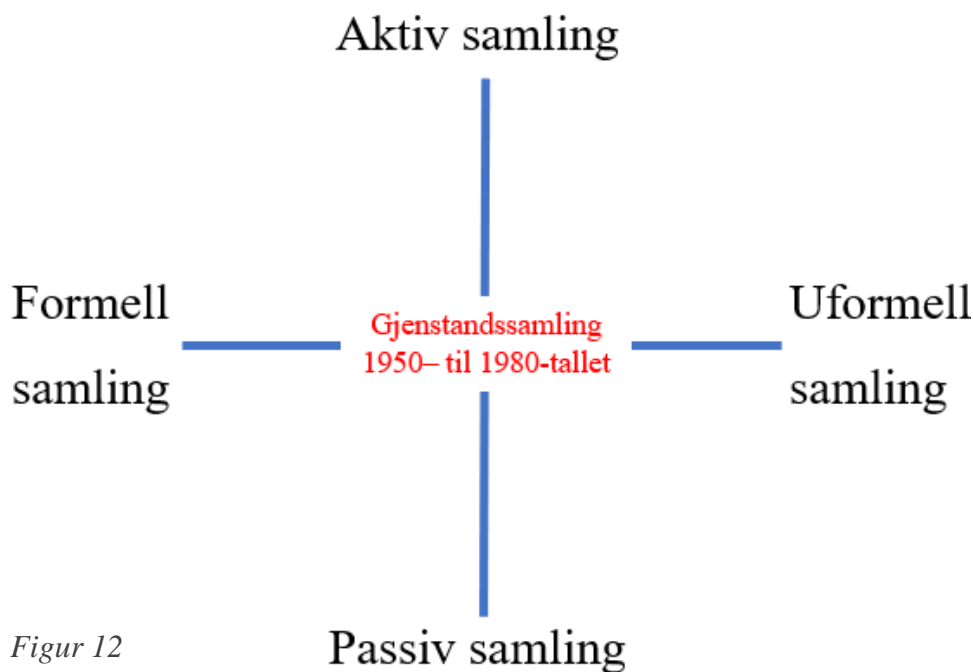 Aktiv samling
Formell
samling
Gjenstandssamling
1950– til 1980-tallet
Uformell
samling
Figur 12
Passiv samling